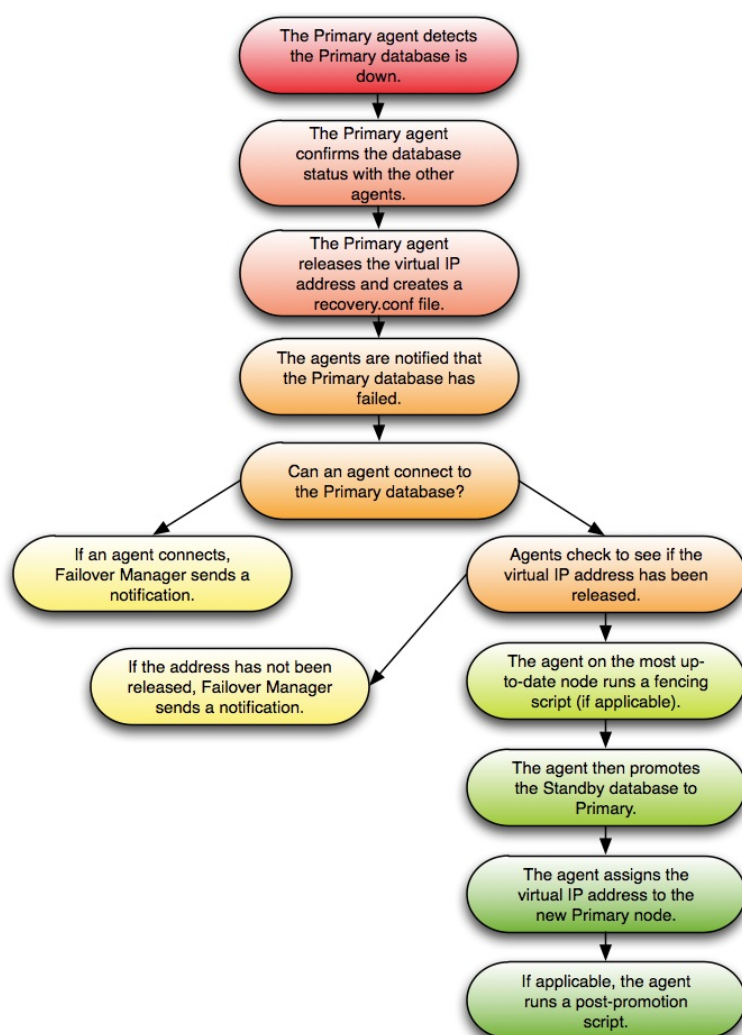 The Primary agent detects
the Primary database is
down.
The Primary agent
confirms the database
status with the other
agents.
The Primary agent
releases the virtual IP
address and creates a
recovery.conf file.
The agents are notified that
the Primary database has
failed.
Can an agent connect to
the Primary database?
If an agent connects,
Failover Manager sends a
notification.
Agents check to see if the
virtual IP address has been
released.
If the address has not been
released, Failover Manager
sends a notification.
The agent on the most up-
to-date node runs a fencing
script (if applicable).
The agent then promotes
the Standby database to
Primary.
The agent assigns the
virtual IP address to the
new Primary node.
If applicable, the agent
runs a post-promotion
script.